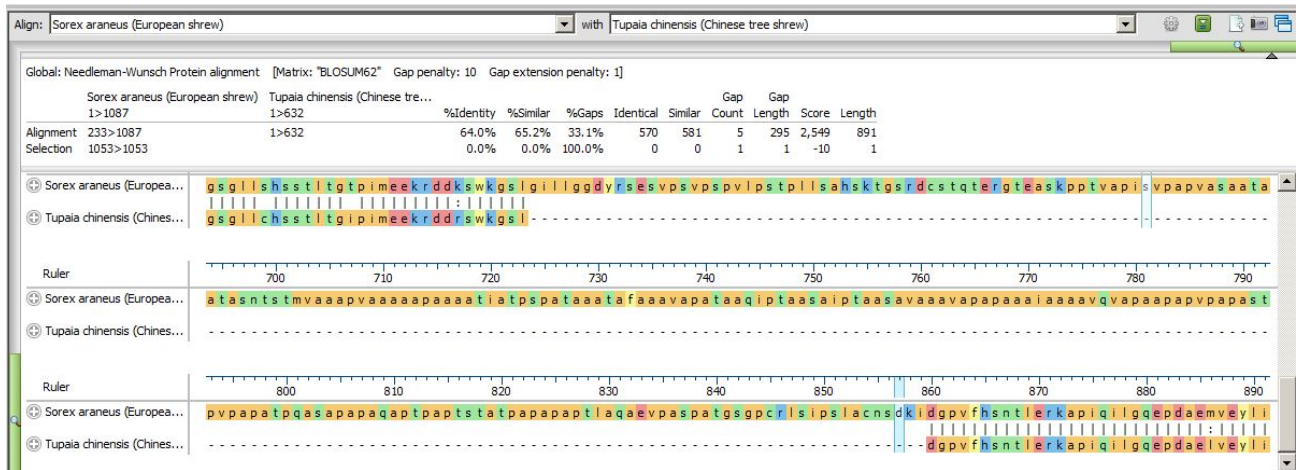 Align: Sorex araneus (European shrew) with Tupaia chinensis (Chinese tree shrew)
Global: Needleman-Wunsch Protein alignment [Matrix: "BLOSUM62" Gap penalty: 10 Gap extension penalty: 1]
Sorex araneus (European shrew) Tupaia chinensis (Chinese tre... Gap Gap
1>1087 1>632 %Identity %Similar %Gaps Identical Similar Count Length Score Length
Alignment 233>1087 1>632 64.0% 65.2% 33.1% 570 581 5 295 2,549 891
Selection 1053>1053 0.0% 0.0% 100.0% 0 0 1 1 -10 1
Sorex araneus (Europea... gsgllshsstltgtpimeekrddkswkgslgillggdyrsesvpsvpspvlpstpllsahsktgsrdcstqtergteaskpptvapisvpapvasaata
Tupaia chinensis (Chines... gsgllchsstltgipimeekrddrswkgsl---------------------------------------------------------------------
Ruler 700 710 720 730 740 750 760 770 780 790
Sorex araneus (Europea... atasntstmvaaapvaaaaapaaaatiatpspataaatafaaavapataaqiptaasaiptaasavaaavapapaaaiaaaavqvapaapapvpapast
Tupaia chinensis (Chines... ---------------------------------------------------------------------------------------------------
Ruler 800 810 820 830 840 850 860 870 880 890
Sorex araneus (Europea... pvpapatpqasapapaqaptpaptstatpapapaptlaqaevpaspatgsgpcrlsipslacnsdkidgpvfhsntlerkapiqilgqepdaemveyli
Tupaia chinensis (Chines... -------------------------------------------------------------------dgpvfhsntlerkapiqilgqepdaelveyli